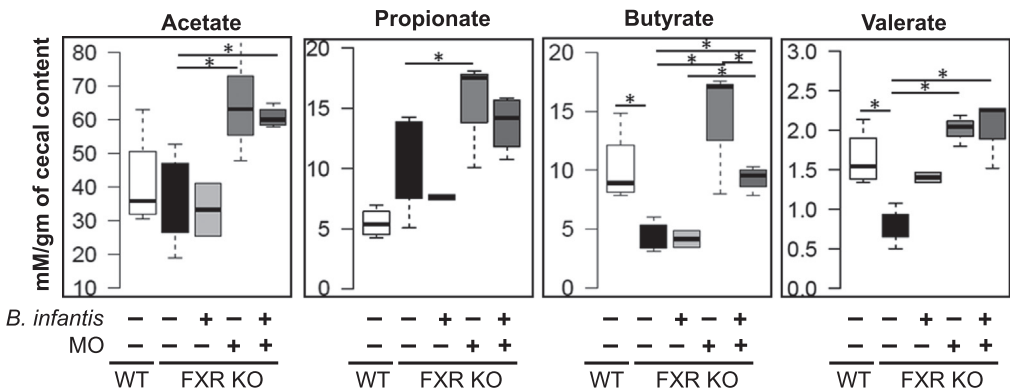 Acetate Propionate Butyrate Valerate
mM/gm of cecal content
80 70 60 50 40 30 20 10
20 15 10 5 0
20 15 10 5 0
3.0 2.5 2.0 1.5 1.0 0.5 0.0
* *
*
* * * * *
* * *
B. infantis − − + − + − − + − + − − + − + − − + − +
MO − − − + + − − − + + − − − + + − − − + +
WT FXR KO WT FXR KO WT FXR KO WT FXR KO